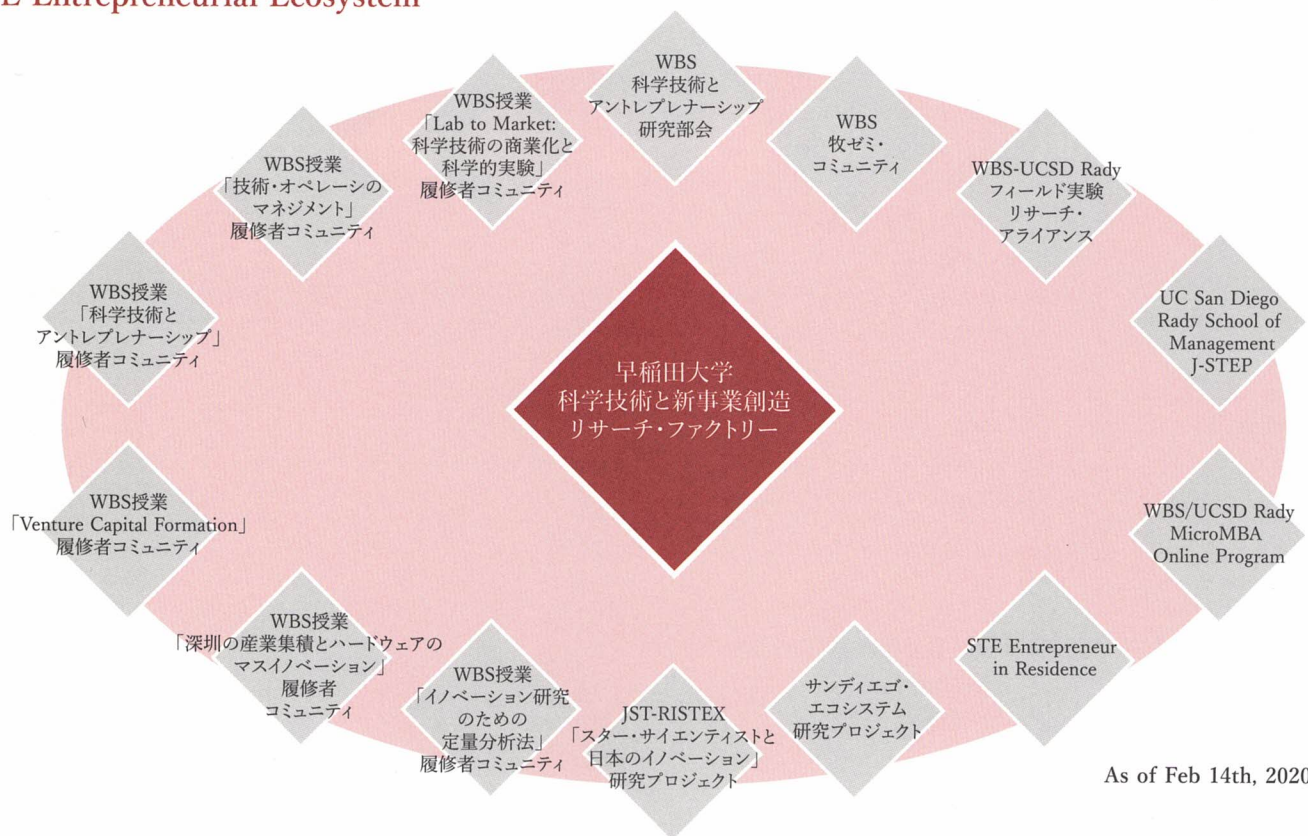 E Entrepreneurial Ecosystem
WBS
科学技術と
アントレプレナーシップ
研究部会
WBS
牧ゼミ・
コミュニティ
WBS-UCSD Rady
フィールド実験
リサーチ・
アライアンス
UC San Diego
Rady School of
Management
J-STEP
WBS/UCSD Rady
MicroMBA
Online Program
STE Entrepreneur
in Residence
サンディエゴ・
エコシステム
研究プロジェクト
JST-RISTEX
「スター・サイエンティストと
日本のイノベーション」
研究プロジェクト
WBS授業
「イノベーション研究
のための
定量分析法」
履修者コミュニティ
WBS授業
「深圳の産業集積とハードウェアの
マスイノベーション」
履修者
コミュニティ
WBS授業
「Venture Capital Formation」
履修者コミュニティ
WBS授業
「科学技術と
アントレプレナーシップ」
履修者コミュニティ
WBS授業
「技術・オペレーシの
マネジメント」
履修者コミュニティ
WBS授業
「Lab to Market:
科学技術の商業化と
科学的実験」
履修者コミュニティ
早稲田大学
科学技術と新事業創造
リサーチ・ファクトリー
As of Feb 14th, 2020